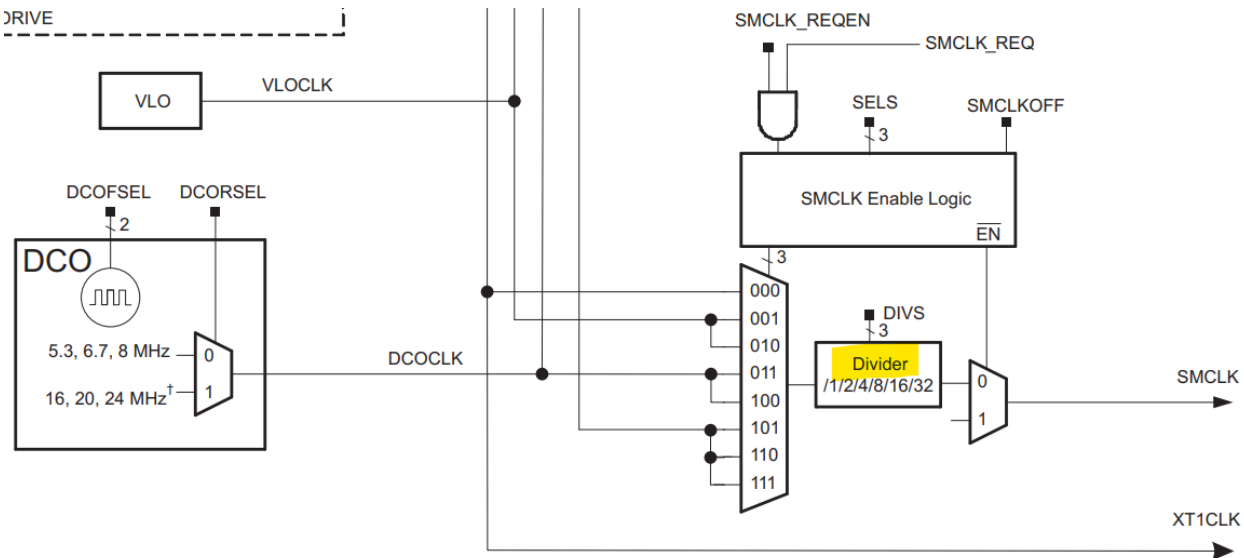 DRIVE
SMCLK_REQEN
SMCLK_REQ
VLO
VLOCLK
SELS
SMCLKOFF
3
SMCLK Enable Logic
EN
DCOFSEL
DCORSEL
2
DCO
5.3, 6.7, 8 MHz
0
16, 20, 24 MHz†
1
DCOCLK
3
000
001
010
011
100
101
110
111
DIVS
3
Divider
/1/2/4/8/16/32
0
1
SMCLK
XT1CLK